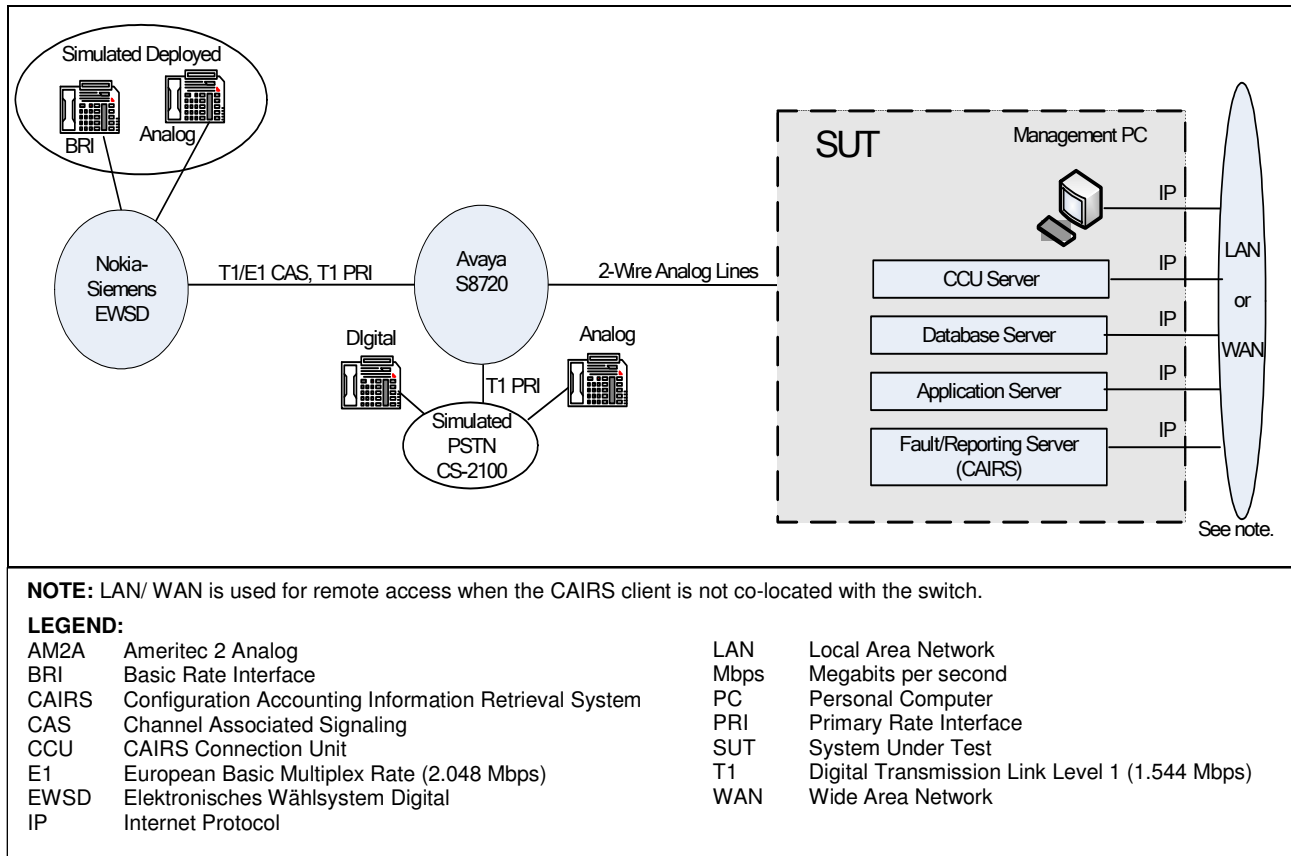 Simulated Deployed
BRI
Analog
Nokia-
Siemens
EWSD
T1/E1 CAS, T1 PRI
Avaya
S8720
2-Wire Analog Lines
DIgital
Analog
T1 PRI
Simulated
PSTN
CS-2100
SUT
Management PC
IP
CCU Server
IP
Database Server
IP
Application Server
IP
Fault/Reporting Server
(CAIRS)
IP
LAN
or
WAN
See note.
NOTE: LAN/ WAN is used for remote access when the CAIRS client is not co-located with the switch.
LEGEND:
AM2A Ameritec 2 Analog
BRI Basic Rate Interface
CAIRS Configuration Accounting Information Retrieval System
CAS Channel Associated Signaling
CCU CAIRS Connection Unit
E1 European Basic Multiplex Rate (2.048 Mbps)
EWSD Elektronisches Wählsystem Digital
IP Internet Protocol
LAN Local Area Network
Mbps Megabits per second
PC Personal Computer
PRI Primary Rate Interface
SUT System Under Test
T1 Digital Transmission Link Level 1 (1.544 Mbps)
WAN Wide Area Network